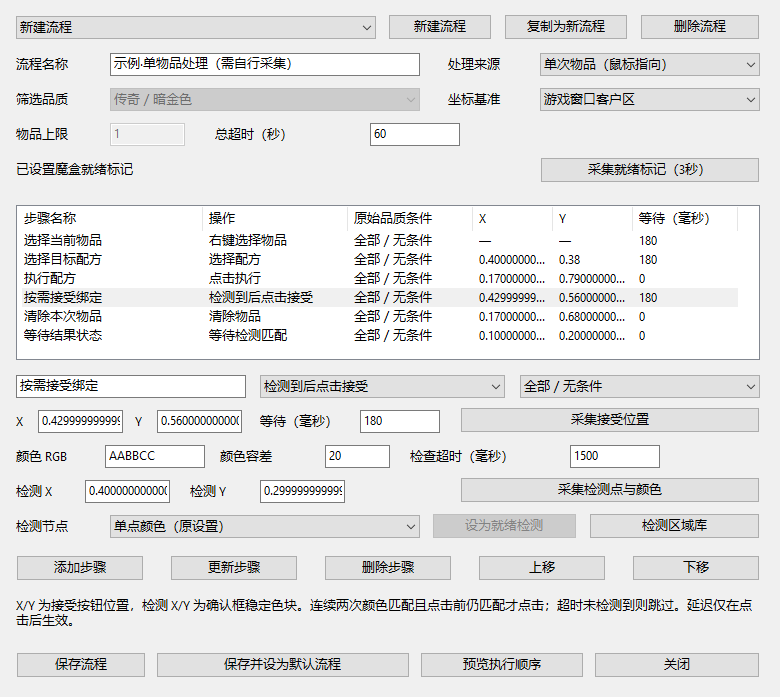 新建流程 新建流程 复制为新流程 删除流程
流程名称 示例·单物品处理（需自行采集） 处理来源 单次物品（鼠标指向）
筛选品质 传奇 / 暗金色 坐标基准 游戏窗口客户区
物品上限 1 总超时（秒） 60
已设置魔盒就绪标记 采集就绪标记（3秒）
步骤名称 操作 原始品质条件 X Y 等待（毫秒）
选择当前物品 右键选择物品 全部 / 无条件 — — 180
选择目标配方 选择配方 全部 / 无条件 0.40000000... 0.38 180
执行配方 点击执行 全部 / 无条件 0.17000000... 0.79000000... 0
按需接受绑定 检测到后点击接受 全部 / 无条件 0.42999999... 0.56000000... 180
清除本次物品 清除物品 全部 / 无条件 0.17000000... 0.68000000... 0
等待结果状态 等待检测匹配 全部 / 无条件 0.10000000... 0.20000000... 0
按需接受绑定 检测到后点击接受 全部 / 无条件
X 0.429999999999 Y 0.560000000000 等待（毫秒） 180 采集接受位置
颜色 RGB AABBCC 颜色容差 20 检查超时（毫秒） 1500
检测 X 0.400000000000 检测 Y 0.299999999999 采集检测点与颜色
检测节点 单点颜色（原设置） 设为就绪检测 检测区域库
添加步骤 更新步骤 删除步骤 上移 下移
X/Y 为接受按钮位置，检测 X/Y 为确认框稳定色块。连续两次颜色匹配且点击前仍匹配才点击；超时未检测到则跳过。延迟仅在点
击后生效。
保存流程 保存并设为默认流程 预览执行顺序 关闭